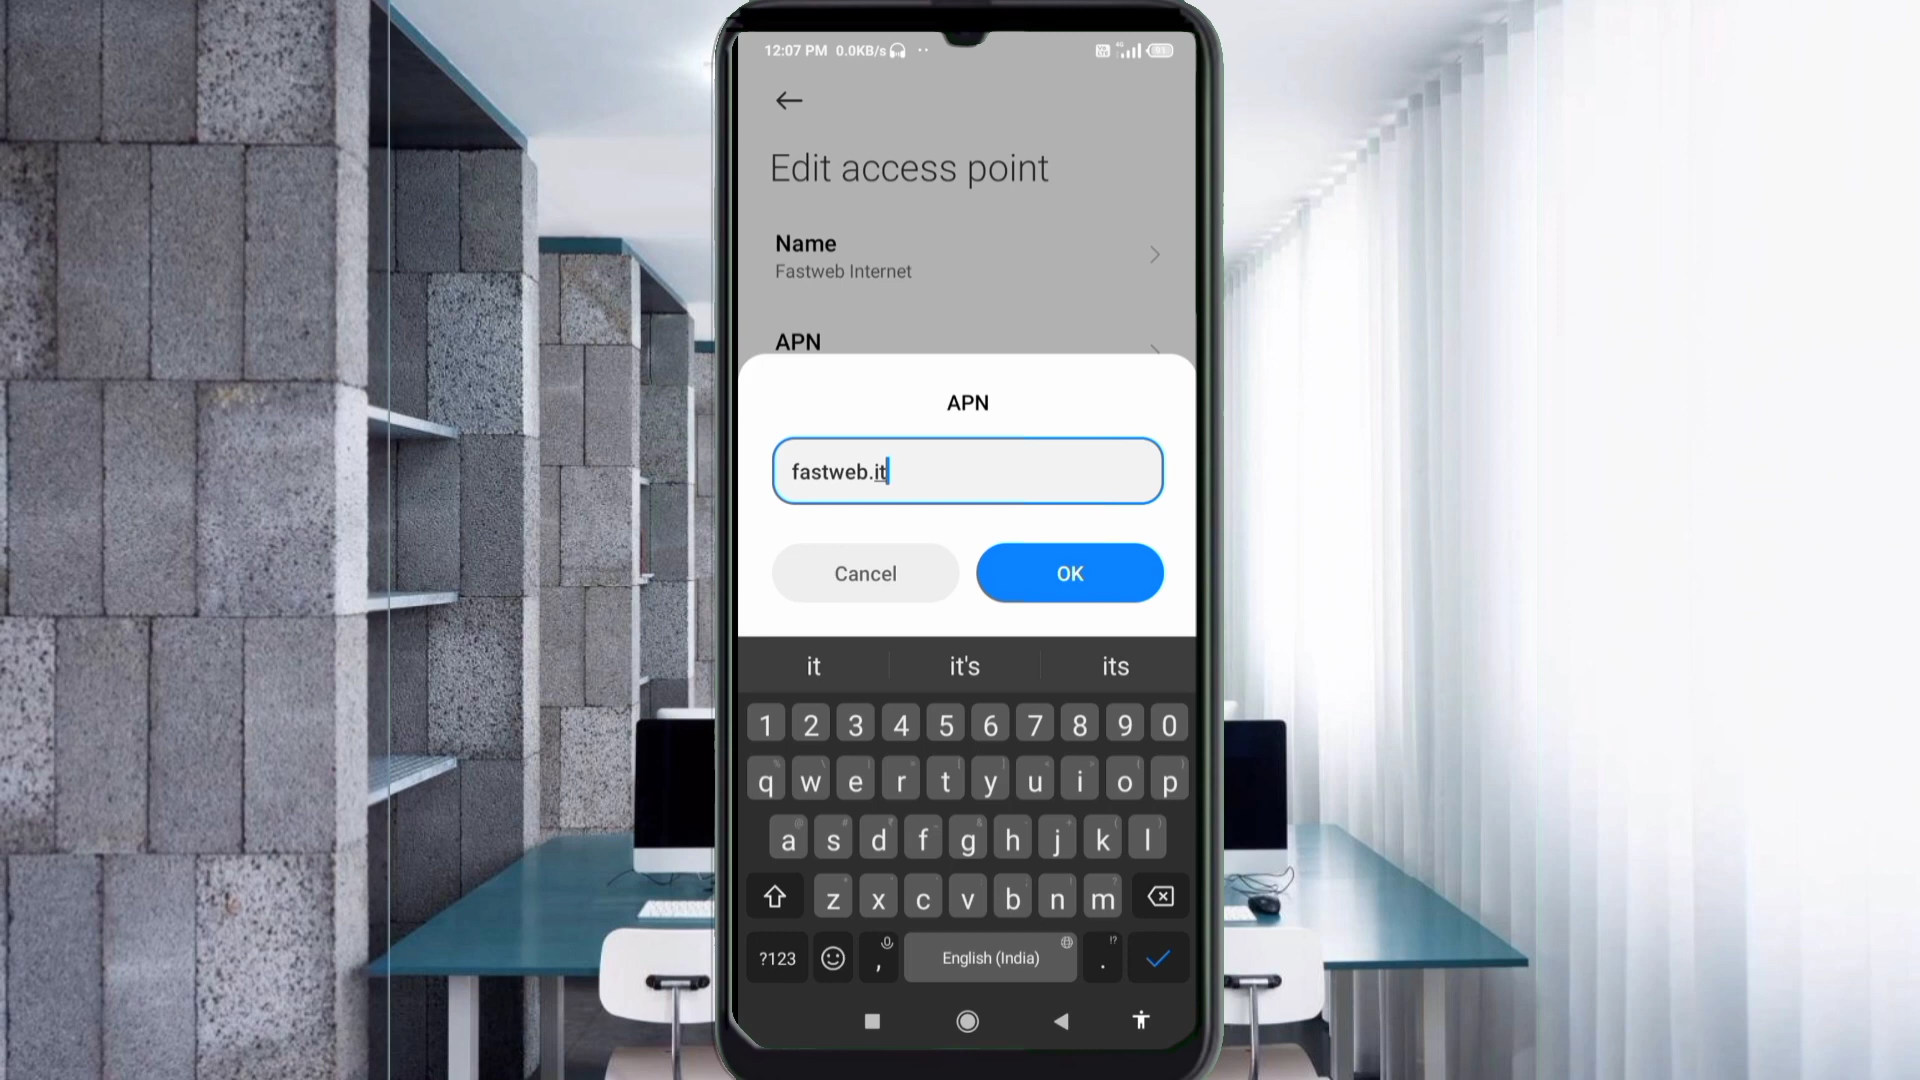 12:07 PM 0.0KB/s
Edit access point
Name
Fastweb Internet
APN
APN
fastweb.it
Cancel
OK
it
it's
its
1 2 3 4 5 6 7 8 9 0
q w e r t y u i o p
a s d f g h j k l
z x c v b n m
?123
,
English (India)
!?
.